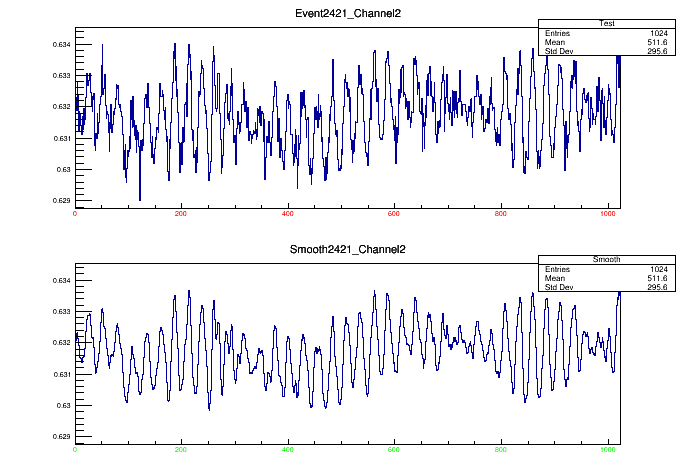 Event2421_Channel2
Test
Entries 1024
Mean 511.6
Std Dev 295.6
0.634
0.633
0.632
0.631
0.63
0.629
0 200 400 600 800 1000
Smooth2421_Channel2
Smooth
Entries 1024
Mean 511.6
Std Dev 295.6
0.634
0.633
0.632
0.631
0.63
0.629
0 200 400 600 800 1000